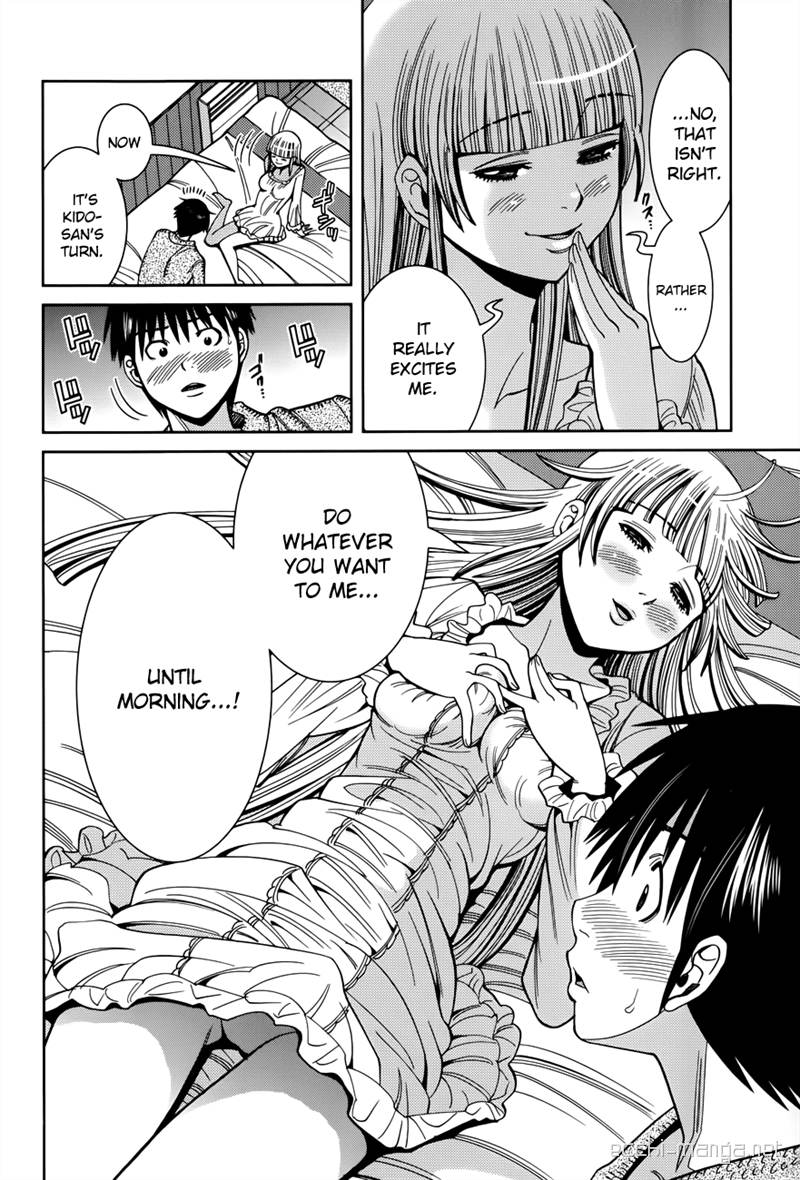 ...NO,
THAT
ISN'T
RIGHT.
RATHER
...
IT
REALLY
EXCITES
ME.
NOW
IT'S
KIDO-
SAN'S
TURN.
DO
WHATEVER
YOU WANT
TO ME...
UNTIL
MORNING...!